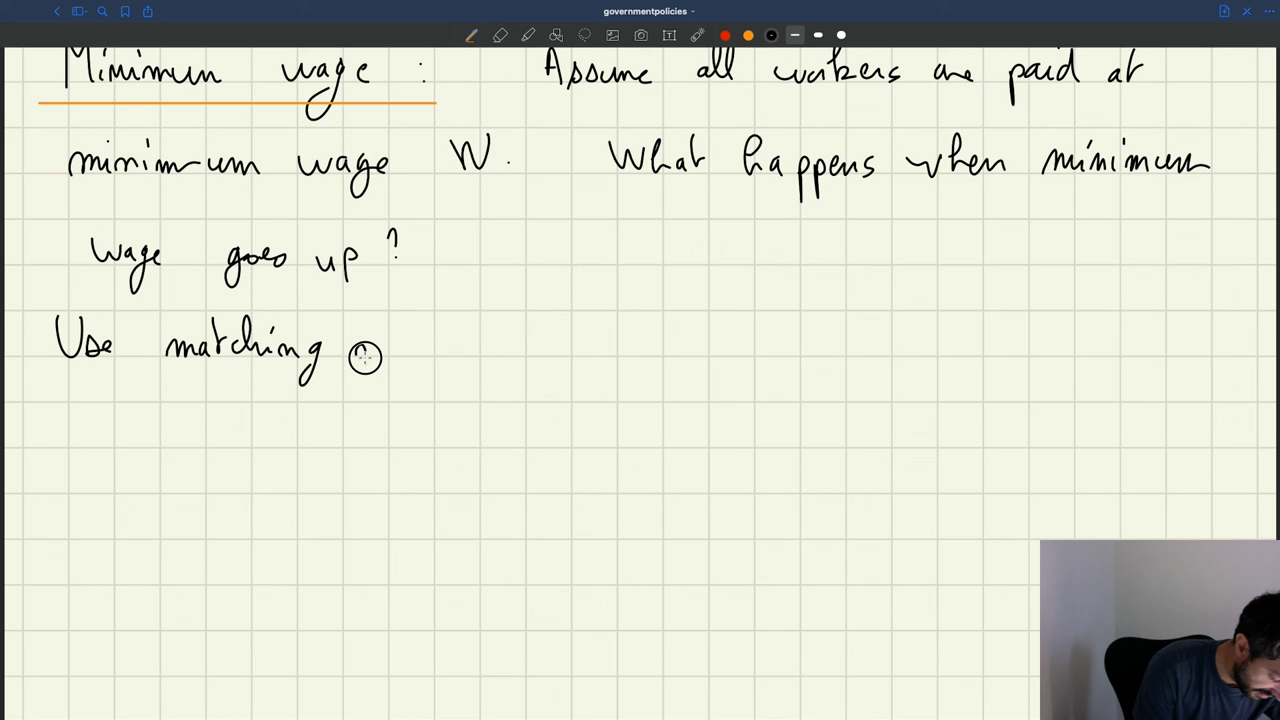 governmentpolicies
Minimum wage : Assume all workers are paid at
minimum wage W. What happens when minimum
wage goes up ?
Use matching